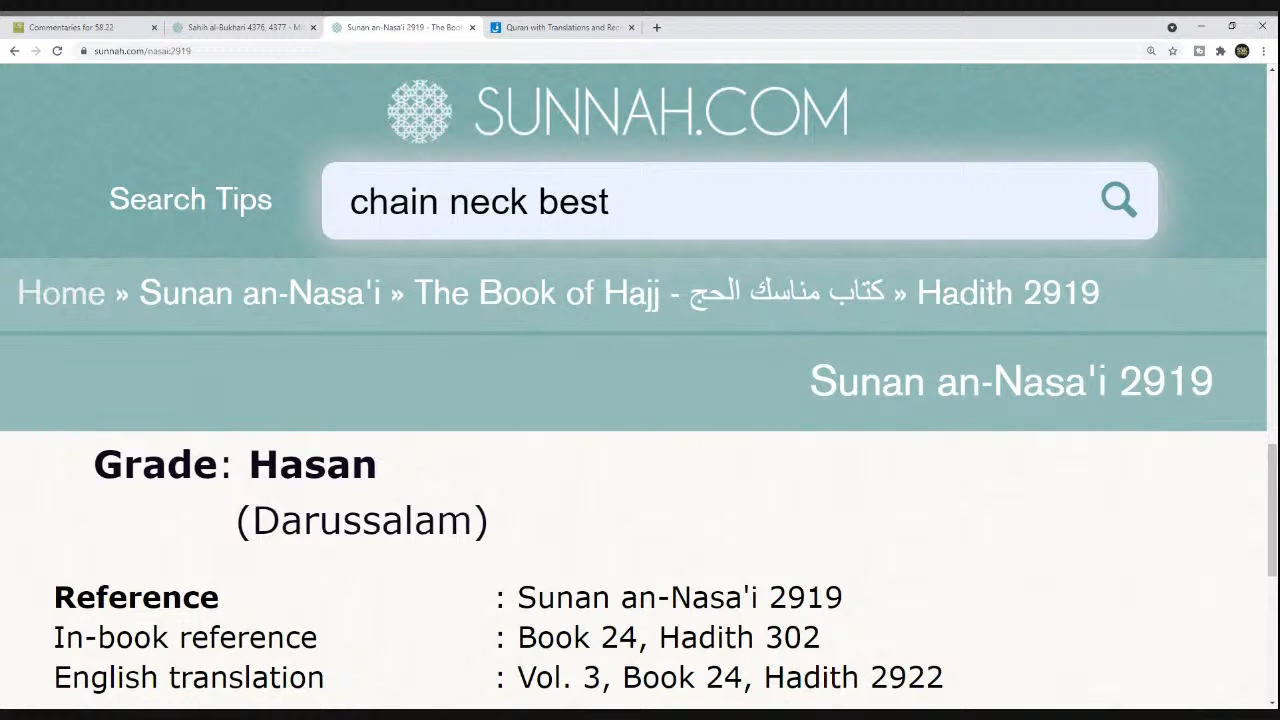 Commentaries for 58.22
Sahih al-Bukhari 4376, 4377 - Mi
Sunan an-Nasa'i 2919 - The Boo
Quran with Translations and Rec
sunnah.com/nasai:2919
SUNNAH.COM
Search Tips
chain neck best
Home » Sunan an-Nasa'i » The Book of Hajj - كتاب مناسك الحج » Hadith 2919
Sunan an-Nasa'i 2919
Grade: Hasan
(Darussalam)
Reference : Sunan an-Nasa'i 2919
In-book reference : Book 24, Hadith 302
English translation : Vol. 3, Book 24, Hadith 2922